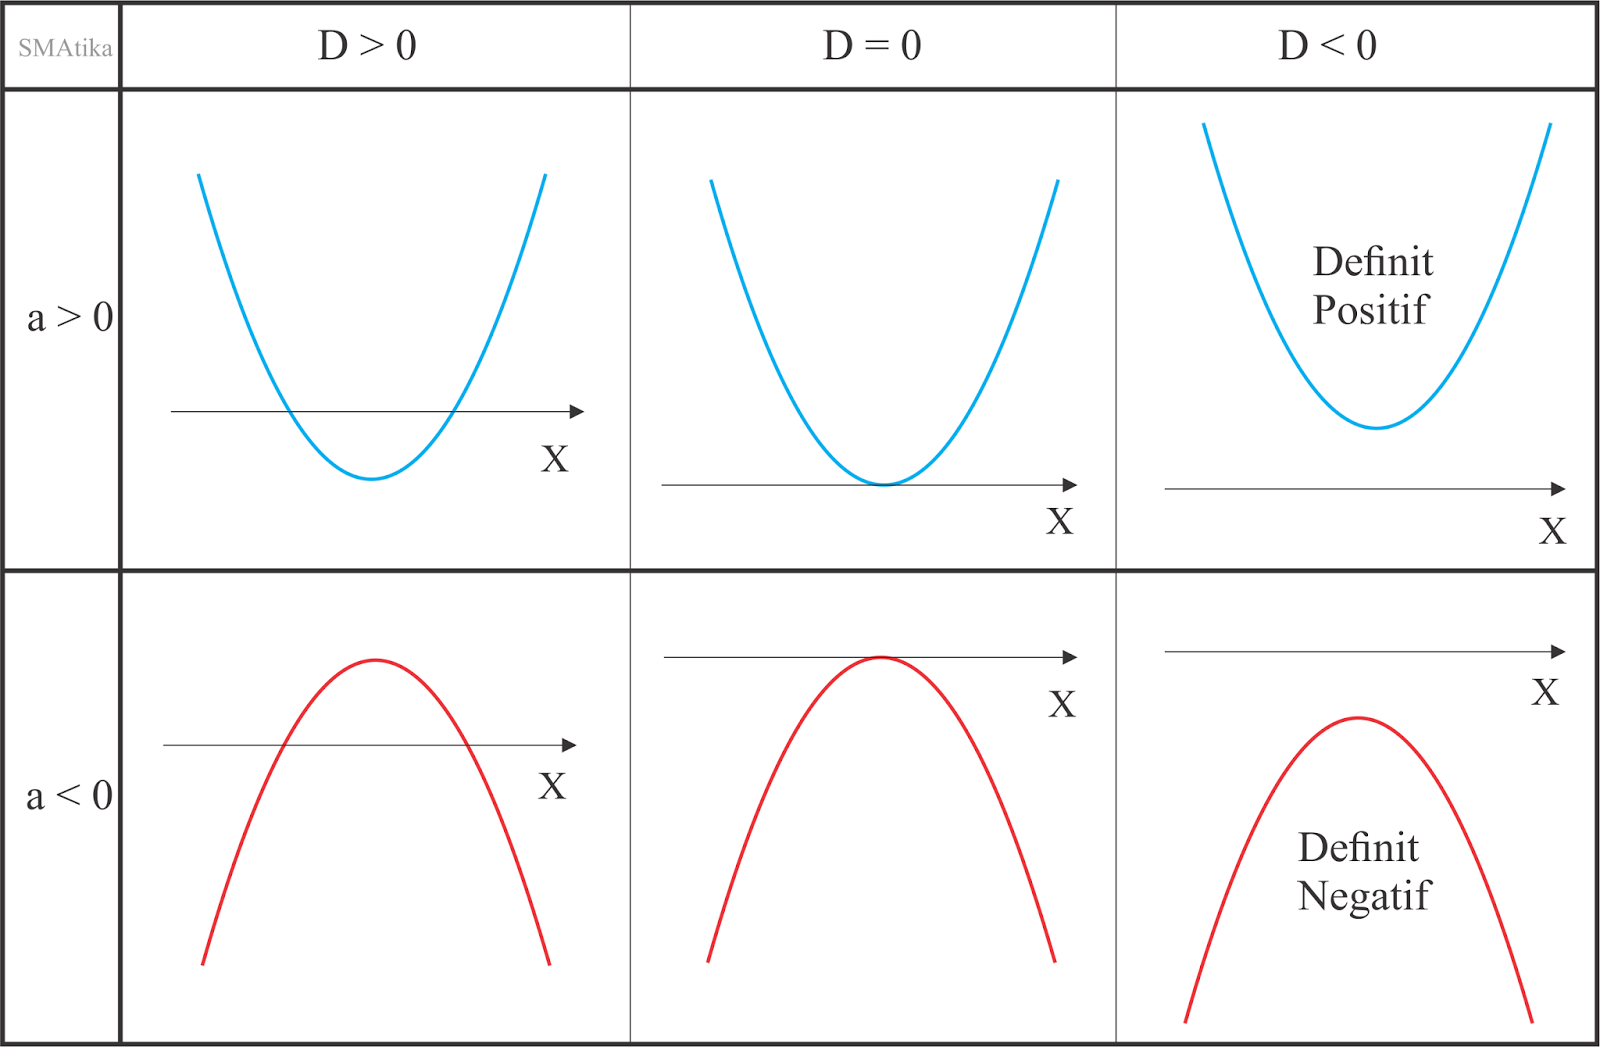 SMAtika
D > 0
D = 0
D < 0
a > 0
X
X
Definit
Positif
X
a < 0
X
X
X
Definit
Negatif